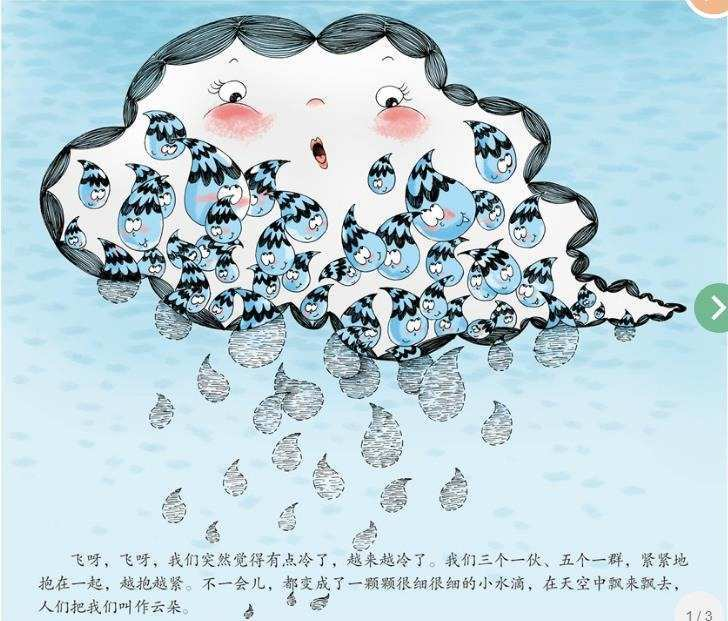 飞呀，飞呀，我们突然觉得有点冷了，越来越冷了。我们三个一伙、五个一群，紧紧地
抱在一起，越抱越紧。不一会儿，都变成了一颗颗很细很细的小水滴，在天空中飘来飘去，
人们把我们叫作云朵。
1 / 3